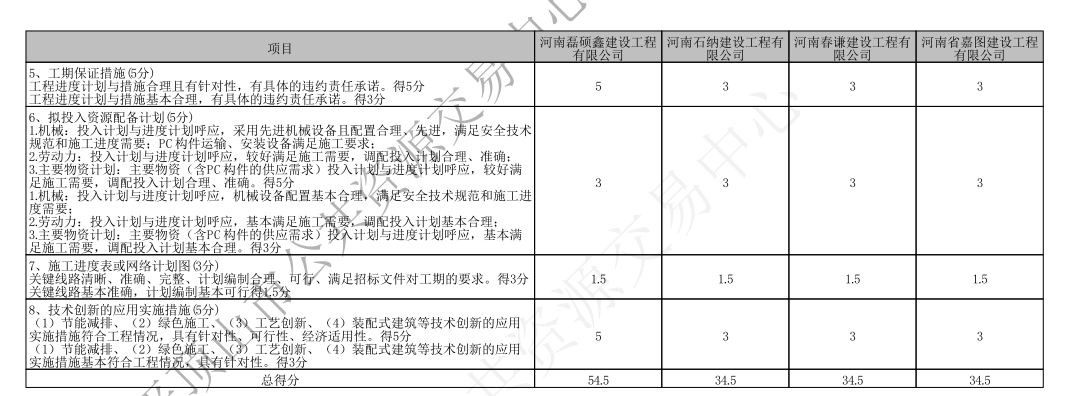 项目
河南磊硕鑫建设工程有限公司
河南石纳建设工程有限公司
河南春谦建设工程有限公司
河南省嘉图建设工程有限公司
5、工期保证措施(5分)
工程进度计划与措施合理且有针对性，有具体的违约责任承诺。得5分
工程进度计划与措施基本合理，有具体的违约责任承诺。得3分
5
3
3
3
6、拟投入资源配备计划(5分)
1.机械：投入计划与进度计划呼应，采用先进机械设备且配置合理、先进，满足安全技术
规范和施工进度需要；PC构件运输、安装设备满足施工要求；
2.劳动力：投入计划与进度计划呼应，较好满足施工需要，调配投入计划合理、准确；
3.主要物资计划：主要物资（含PC构件的供应需求）投入计划与进度计划呼应，较好满
足施工需要，调配投入计划合理、准确。得5分
1.机械：投入计划与进度计划呼应，机械设备配置基本合理，满足安全技术规范和施工进
度需要；
2.劳动力：投入计划与进度计划呼应，基本满足施工需要，调配投入计划基本合理；
3.主要物资计划：主要物资（含PC构件的供应需求）投入计划与进度计划呼应，基本满
足施工需要，调配投入计划基本合理。得3分
3
3
3
3
7、施工进度表或网络计划图(3分)
关键线路清晰、准确、完整、计划编制合理、可行、满足招标文件对工期的要求。得3分
关键线路基本准确，计划编制基本可行得1.5分
1.5
1.5
1.5
1.5
8、技术创新的应用实施措施(5分)
（1）节能减排、（2）绿色施工、（3）工艺创新、（4）装配式建筑等技术创新的应用
实施措施符合工程情况，具有针对性、可行性、经济适用性。得5分
（1）节能减排、（2）绿色施工、（3）工艺创新、（4）装配式建筑等技术创新的应用
实施措施基本符合工程情况，具有针对性。得3分
5
3
3
3
总得分
54.5
34.5
34.5
34.5
平顶山市公共资源交易中心
共资源交易中心